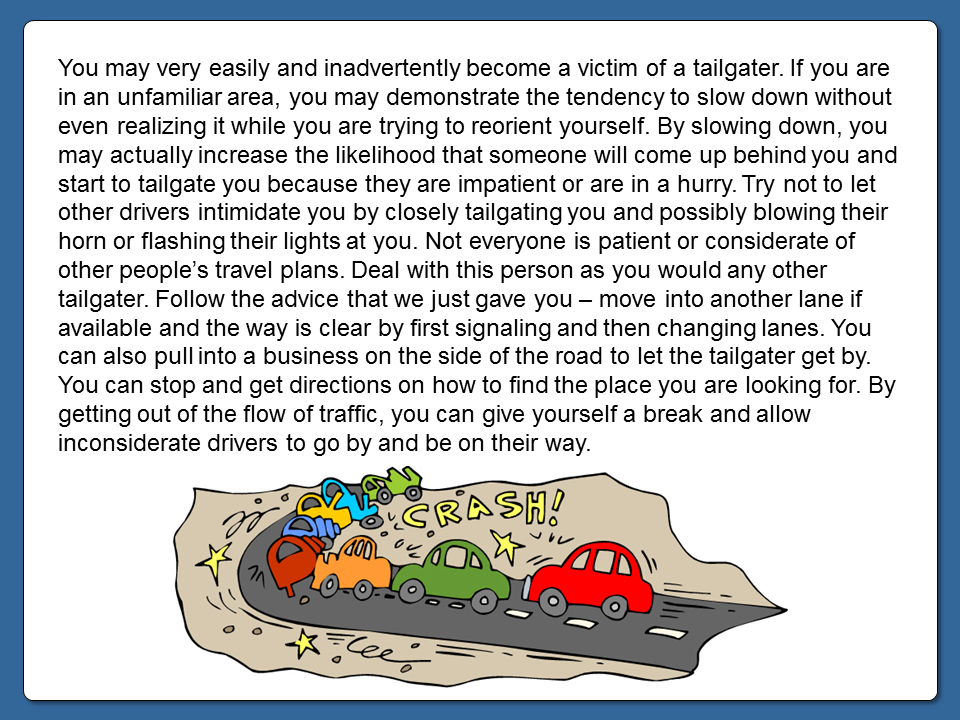 You may very easily and inadvertently become a victim of a tailgater. If you are
in an unfamiliar area, you may demonstrate the tendency to slow down without
even realizing it while you are trying to reorient yourself. By slowing down, you
may actually increase the likelihood that someone will come up behind you and
start to tailgate you because they are impatient or are in a hurry. Try not to let
other drivers intimidate you by closely tailgating you and possibly blowing their
horn or flashing their lights at you. Not everyone is patient or considerate of
other people’s travel plans. Deal with this person as you would any other
tailgater. Follow the advice that we just gave you – move into another lane if
available and the way is clear by first signaling and then changing lanes. You
can also pull into a business on the side of the road to let the tailgater get by.
You can stop and get directions on how to find the place you are looking for. By
getting out of the flow of traffic, you can give yourself a break and allow
inconsiderate drivers to go by and be on their way.
CRASH!